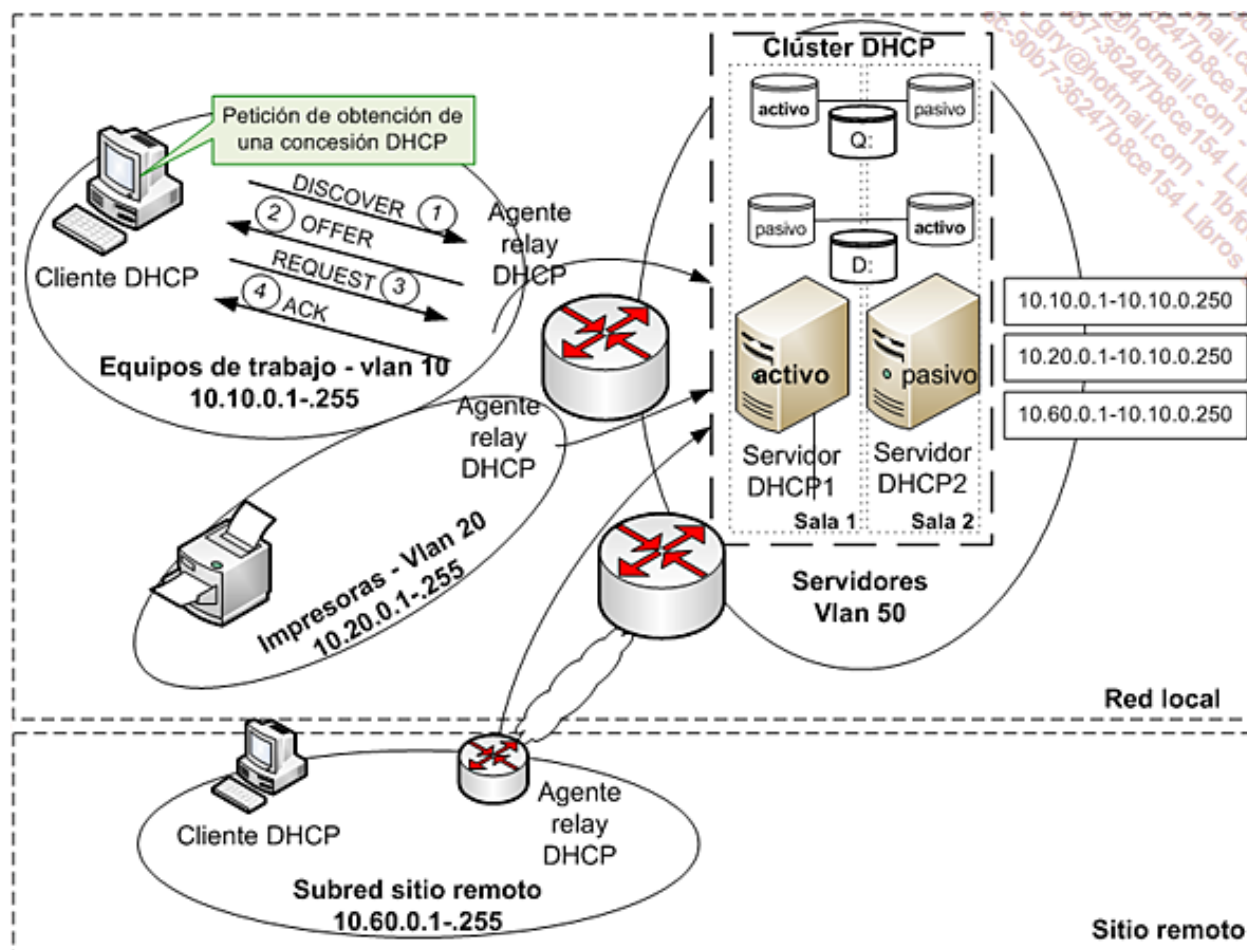 Clúster DHCP
activo
pasivo
Q:
pasivo
activo
D:
activo
pasivo
Servidor
DHCP1
Servidor
DHCP2
Sala 1
Sala 2
Servidores
Vlan 50
10.10.0.1-10.10.0.250
10.20.0.1-10.10.0.250
10.60.0.1-10.10.0.250
Petición de obtención de
una concesión DHCP
DISCOVER 1
2 OFFER
REQUEST 3
4 ACK
Cliente DHCP
Agente
relay
DHCP
Equipos de trabajo - vlan 10
10.10.0.1-.255
Agente
relay
DHCP
Impresoras - Vlan 20
10.20.0.1-.255
Red local
Cliente DHCP
Agente
relay
DHCP
Subred sitio remoto
10.60.0.1-.255
Sitio remoto